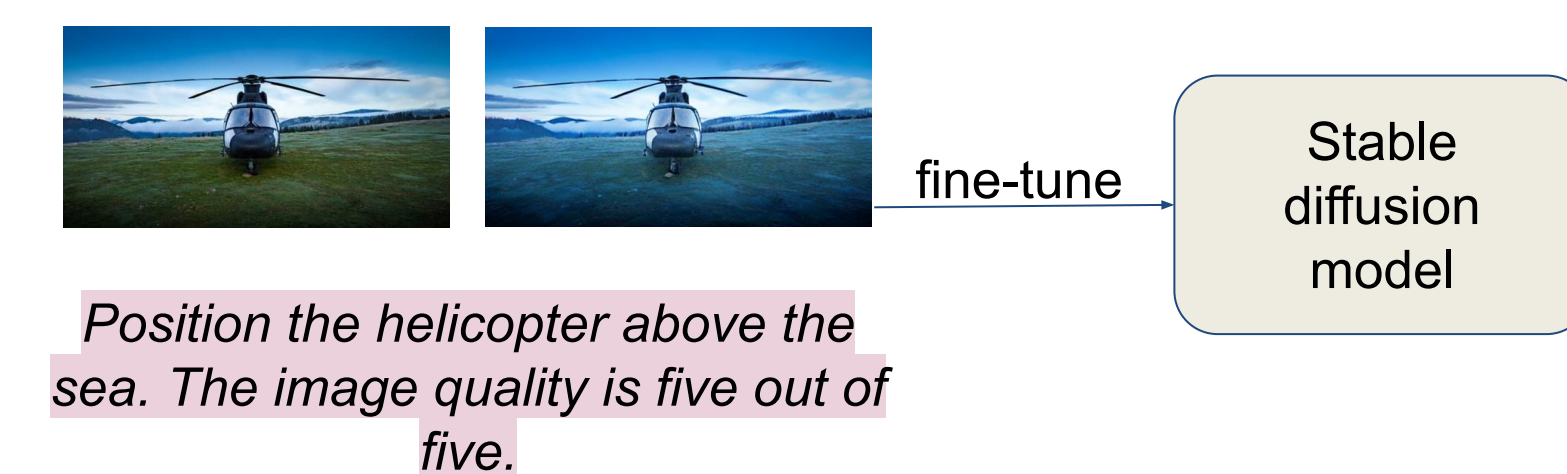 fine-tune
Stable
diffusion
model
Position the helicopter above the
sea. The image quality is five out of
five.